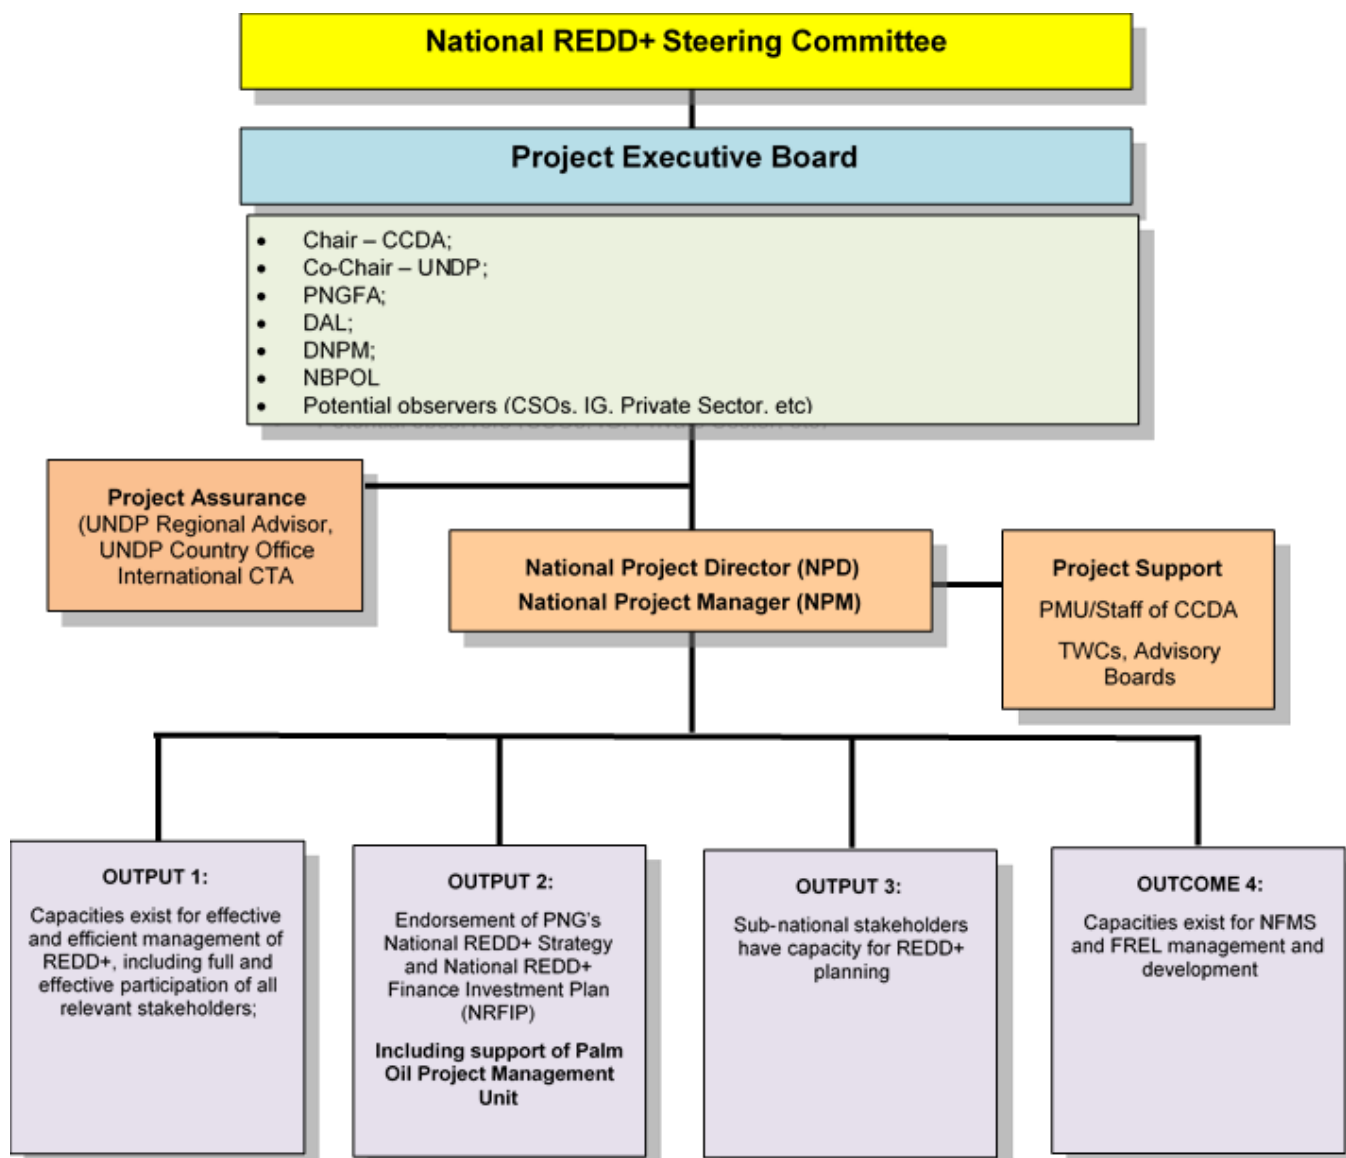 National REDD+ Steering Committee
Project Executive Board
• Chair – CCDA;
• Co-Chair – UNDP;
• PNGFA;
• DAL;
• DNPM;
• NBPOL
• Potential observers (CSOs, IG, Private Sector, etc)
Project Assurance
(UNDP Regional Advisor,
UNDP Country Office
International CTA
National Project Director (NPD)
National Project Manager (NPM)
Project Support
PMU/Staff of CCDA
TWCs, Advisory
Boards
OUTPUT 1:
Capacities exist for effective
and efficient management of
REDD+, including full and
effective participation of all
relevant stakeholders;
OUTPUT 2:
Endorsement of PNG's
National REDD+ Strategy
and National REDD+
Finance Investment Plan
(NRFIP)
Including support of Palm
Oil Project Management
Unit
OUTPUT 3:
Sub-national stakeholders
have capacity for REDD+
planning
OUTCOME 4:
Capacities exist for NFMS
and FREL management and
development